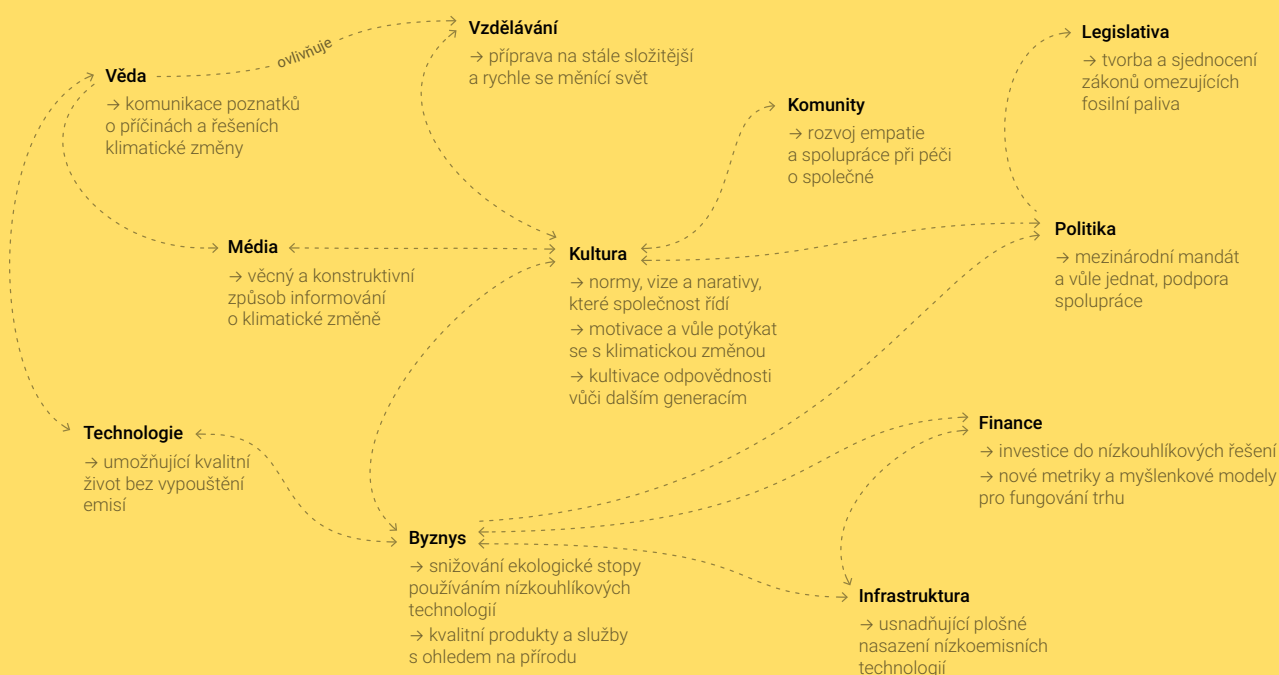 ovlivňuje
Vzdělávání
→ příprava na stále složitější
a rychle se měnící svět
Legislativa
→ tvorba a sjednocení
zákonů omezujících
fosilní paliva
Věda
→ komunikace poznatků
o příčinách a řešeních
klimatické změny
Komunity
→ rozvoj empatie
a spolupráce při péči
o společné
Média
→ věcný a konstruktivní
způsob informování
o klimatické změně
Kultura
→ normy, vize a narativy,
které společnost řídí
→ motivace a vůle potýkat
se s klimatickou změnou
→ kultivace odpovědnosti
vůči dalším generacím
Politika
→ mezinárodní mandát
a vůle jednat, podpora
spolupráce
Technologie
→ umožňující kvalitní
život bez vypouštění
emisí
Finance
→ investice do nízkouhlíkových řešení
→ nové metriky a myšlenkové modely
pro fungování trhu
Byznys
→ snižování ekologické stopy
používáním nízkouhlíkových
technologií
→ kvalitní produkty a služby
s ohledem na přírodu
Infrastruktura
→ usnadňující plošné
nasazení nízkoemisních
technologií